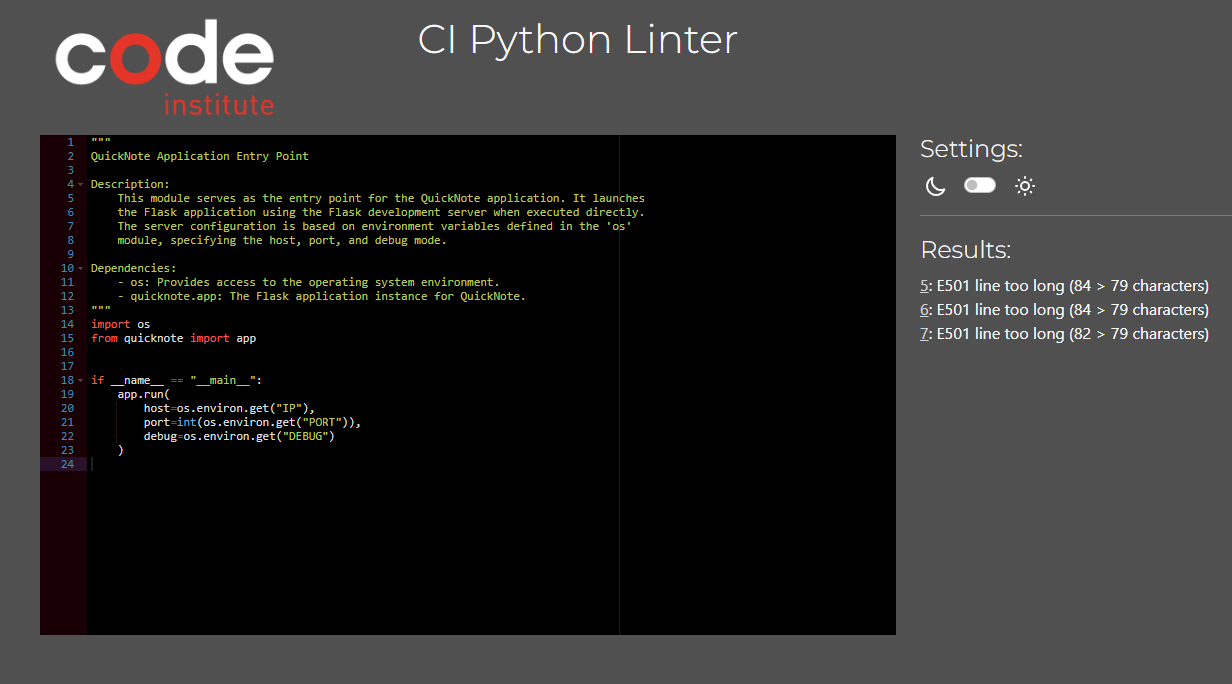 code
institute
CI Python Linter
1 """
2 QuickNote Application Entry Point
3
4 Description:
5     This module serves as the entry point for the QuickNote application. It launches
6     the Flask application using the Flask development server when executed directly.
7     The server configuration is based on environment variables defined in the 'os'
8     module, specifying the host, port, and debug mode.
9
10 Dependencies:
11     - os: Provides access to the operating system environment.
12     - quicknote.app: The Flask application instance for QuickNote.
13 """
14 import os
15 from quicknote import app
16
17
18 if __name__ == "__main__":
19     app.run(
20         host=os.environ.get("IP"),
21         port=int(os.environ.get("PORT")),
22         debug=os.environ.get("DEBUG")
23     )
24
Settings:
Results:
5: E501 line too long (84 > 79 characters)
6: E501 line too long (84 > 79 characters)
7: E501 line too long (82 > 79 characters)